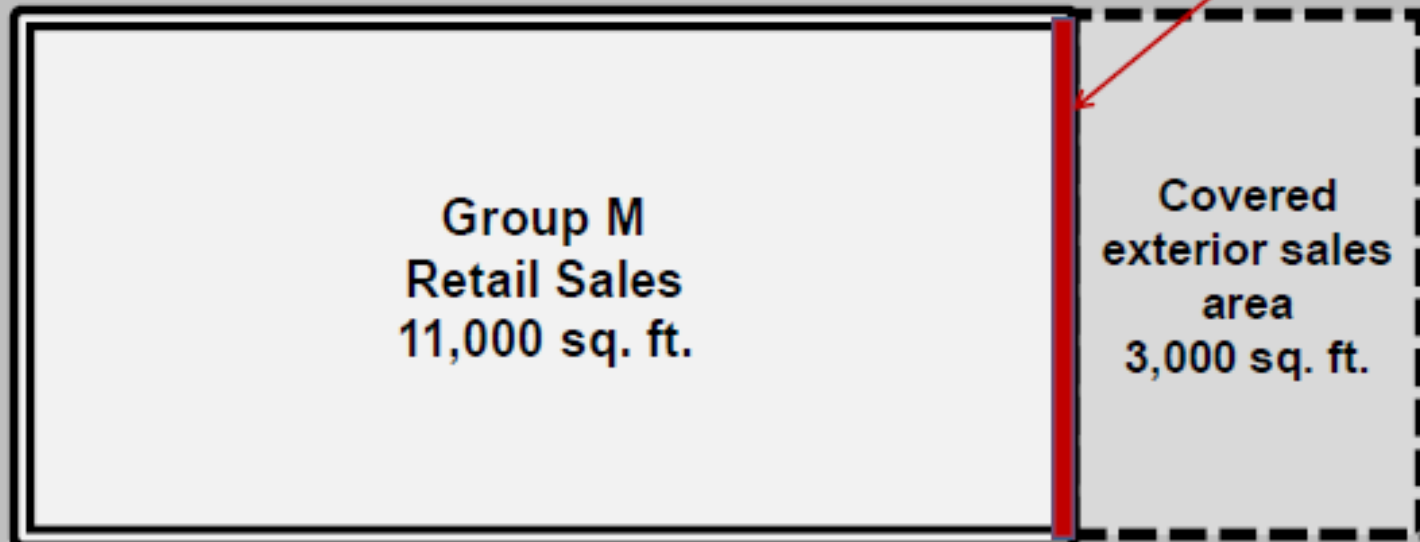 Group M
Retail Sales
11,000 sq. ft.
Covered
exterior sales
area
3,000 sq. ft.